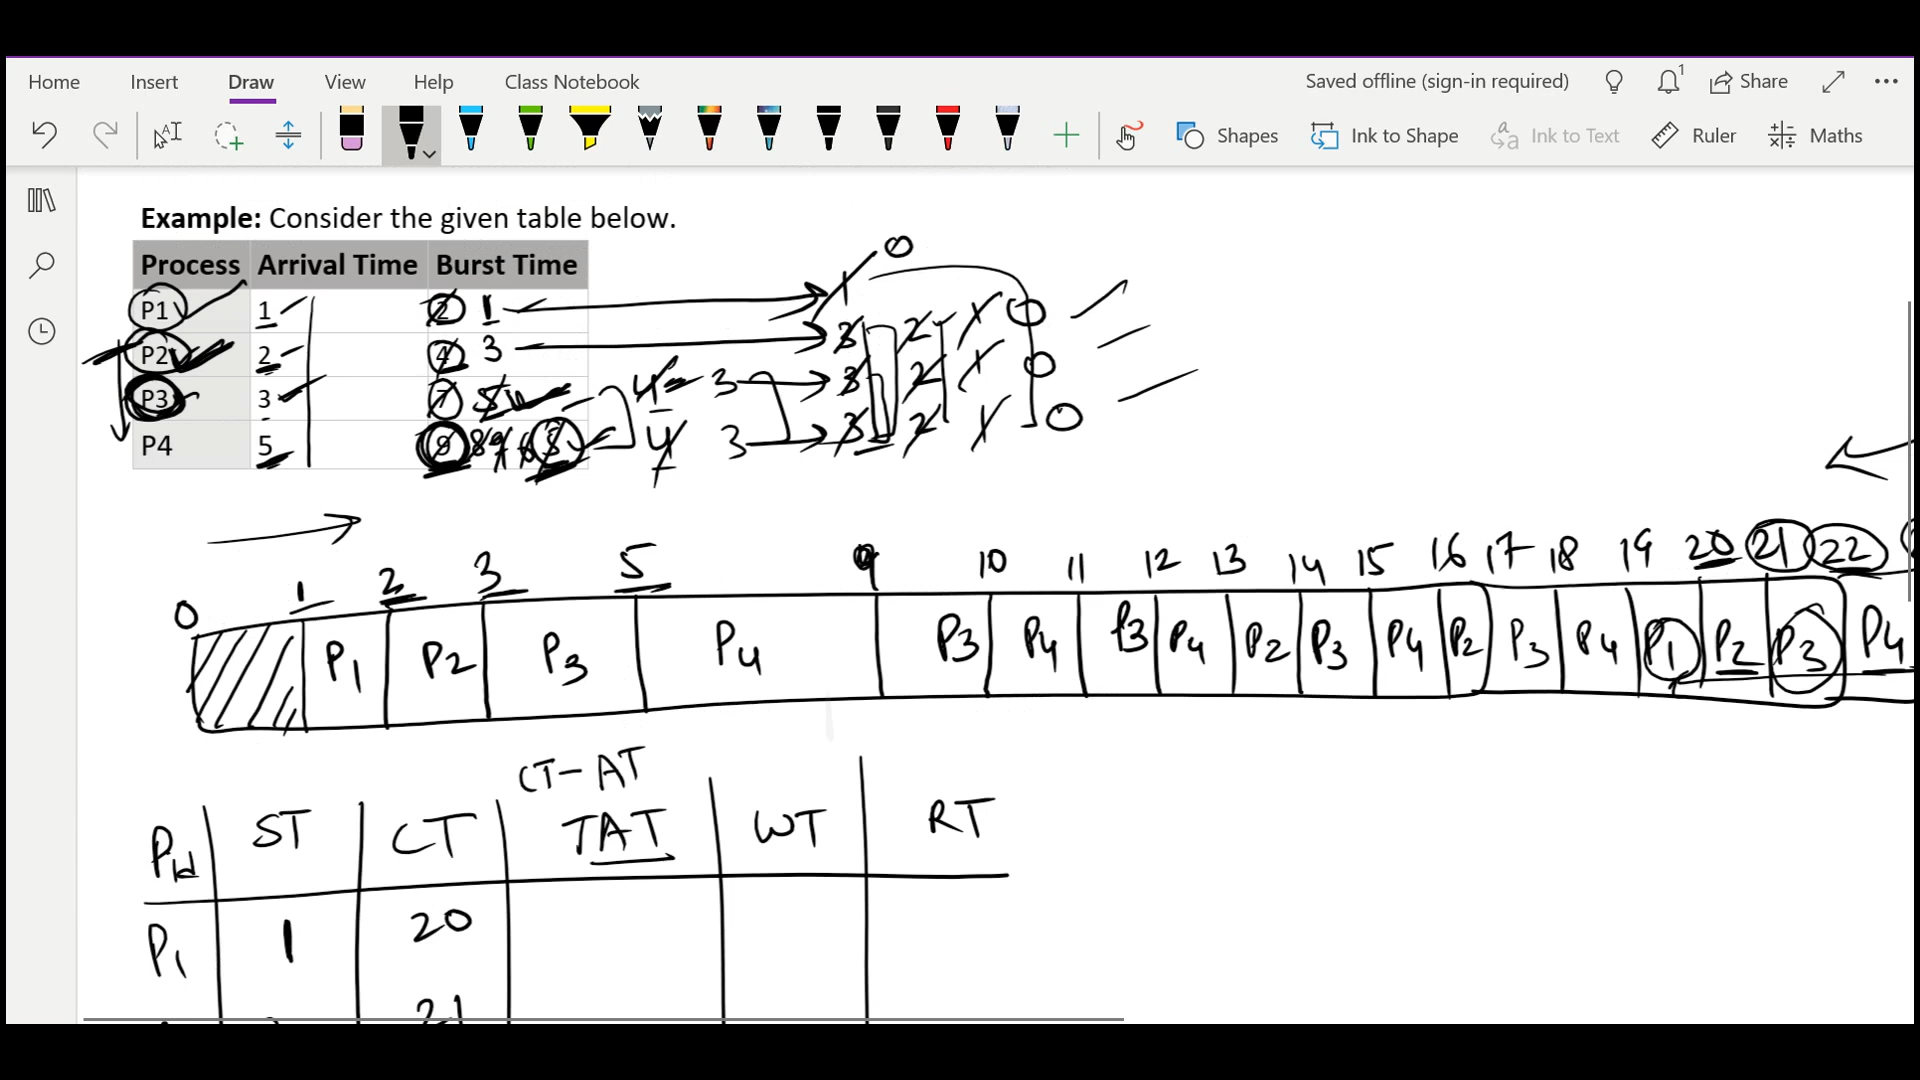 Home Insert Draw View Help Class Notebook Saved offline (sign-in required) 1 Share
Shapes Ink to Shape Ink to Text Ruler Maths
Example: Consider the given table below.
Process Arrival Time Burst Time
P1 1 2 1
P2 2 4 3
P3 3 7
P4 5 9 8
0 1 2 3 5 9 10 11 12 13 14 15 16 17 18 19 20 21 22
P1 P2 P3 P4 P3 P4 P3 P4 P2 P3 P4 P2 P3 P4 P1 P2 P3 P4
CT-AT
PId ST CT TAT WT RT
P1 1 20
21